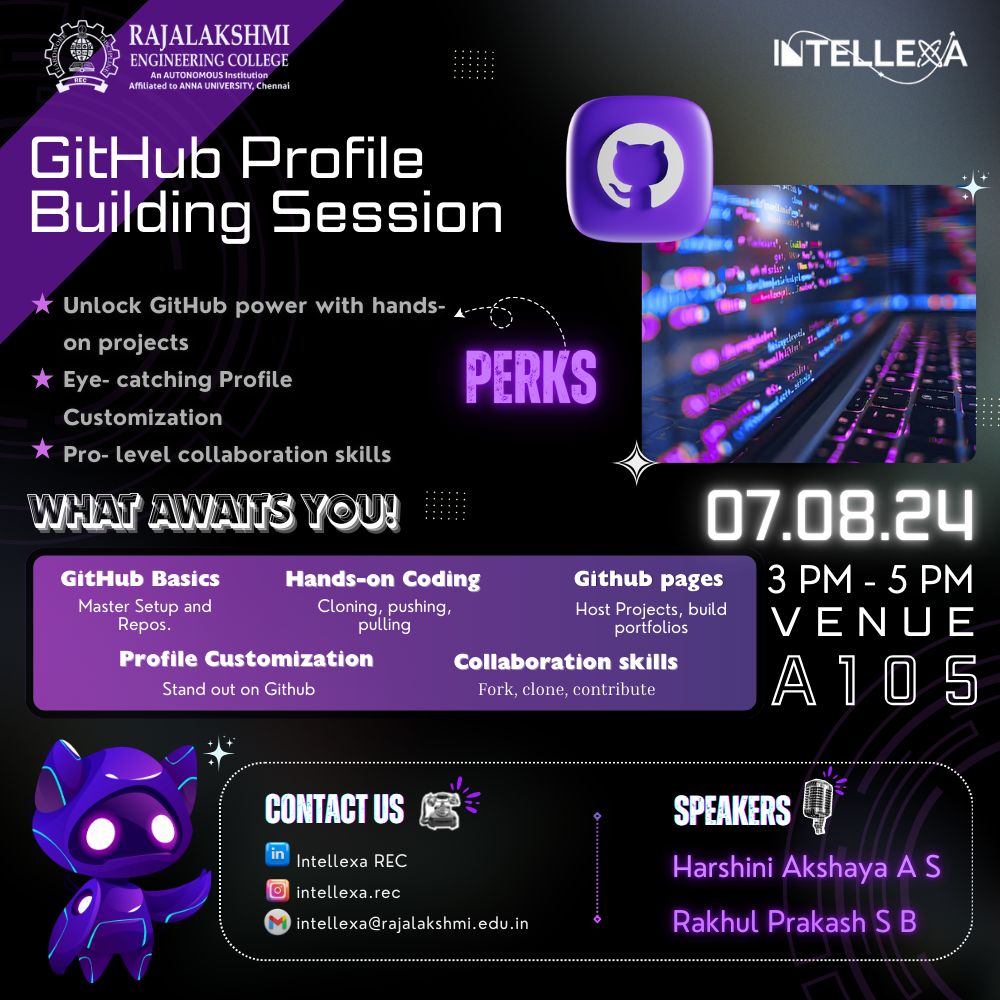 RAJALAKSHMI
ENGINEERING COLLEGE
An AUTONOMOUS Institution
Affiliated to ANNA UNIVERSITY, Chennai
REC
INTELLEXA
GitHub Profile
Building Session
Unlock GitHub power with hands-
on projects
Eye- catching Profile
Customization
Pro- level collaboration skills
PERKS
WHAT AWAITS YOU!
07.08.24
3 PM - 5 PM
VENUE
A105
GitHub Basics
Master Setup and
Repos.
Hands-on Coding
Cloning, pushing,
pulling
Github pages
Host Projects, build
portfolios
Profile Customization
Stand out on Github
Collaboration skills
Fork, clone, contribute
CONTACT US
in
Intellexa REC
intellexa.rec
intellexa@rajalakshmi.edu.in
SPEAKERS
Harshini Akshaya A S
Rakhul Prakash S B